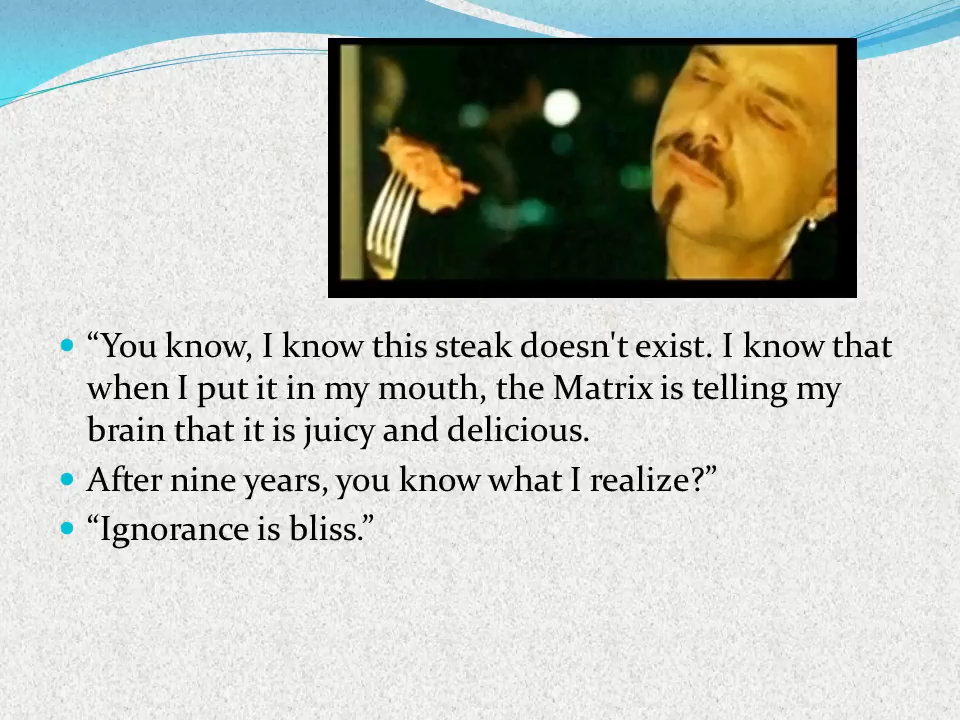 “You know, I know this steak doesn't exist. I know that
when I put it in my mouth, the Matrix is telling my
brain that it is juicy and delicious.
After nine years, you know what I realize?”
“Ignorance is bliss.”